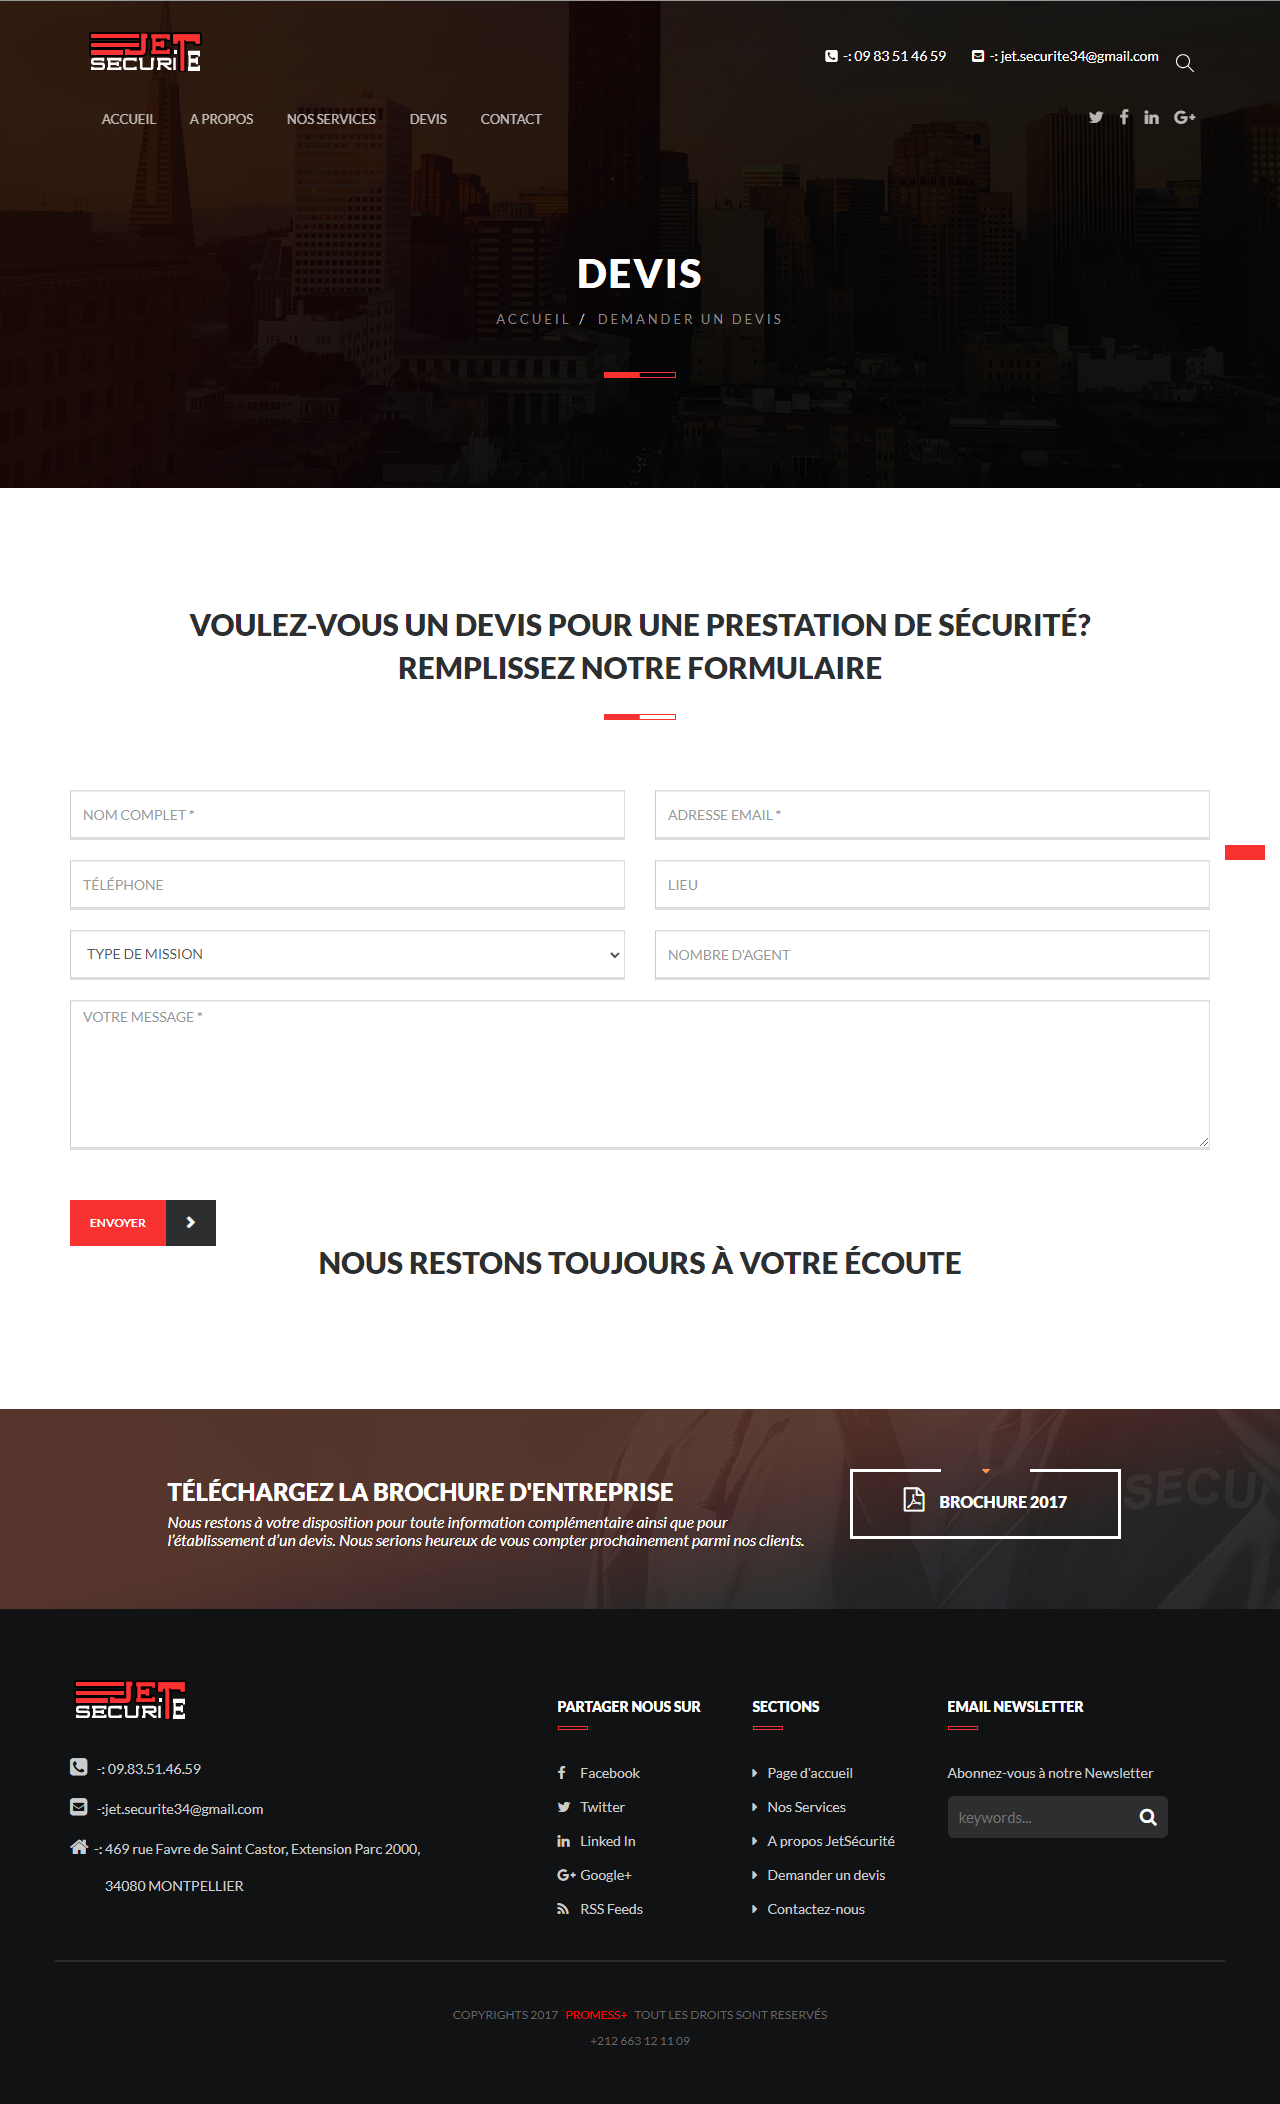 JET
SECURITE
-: 09 83 51 46 59
-: jet.securite34@gmail.com
ACCUEIL
A PROPOS
NOS SERVICES
DEVIS
CONTACT
DEVIS
ACCUEIL / DEMANDER UN DEVIS
VOULEZ-VOUS UN DEVIS POUR UNE PRESTATION DE SÉCURITÉ?
REMPLISSEZ NOTRE FORMULAIRE
NOM COMPLET *
ADRESSE EMAIL *
TÉLÉPHONE
LIEU
TYPE DE MISSION
NOMBRE D'AGENT
VOTRE MESSAGE *
ENVOYER
NOUS RESTONS TOUJOURS À VOTRE ÉCOUTE
TÉLÉCHARGEZ LA BROCHURE D'ENTREPRISE
Nous restons à votre disposition pour toute information complémentaire ainsi que pour
l’établissement d’un devis. Nous serions heureux de vous compter prochainement parmi nos clients.
BROCHURE 2017
SECU
JET
SECURITE
-: 09.83.51.46.59
-:jet.securite34@gmail.com
-: 469 rue Favre de Saint Castor, Extension Parc 2000,
34080 MONTPELLIER
PARTAGER NOUS SUR
Facebook
Twitter
Linked In
Google+
RSS Feeds
SECTIONS
Page d'accueil
Nos Services
A propos JetSécurité
Demander un devis
Contactez-nous
EMAIL NEWSLETTER
Abonnez-vous à notre Newsletter
keywords...
COPYRIGHTS 2017 PROMESS+ TOUT LES DROITS SONT RESERVÉS
+212 663 12 11 09